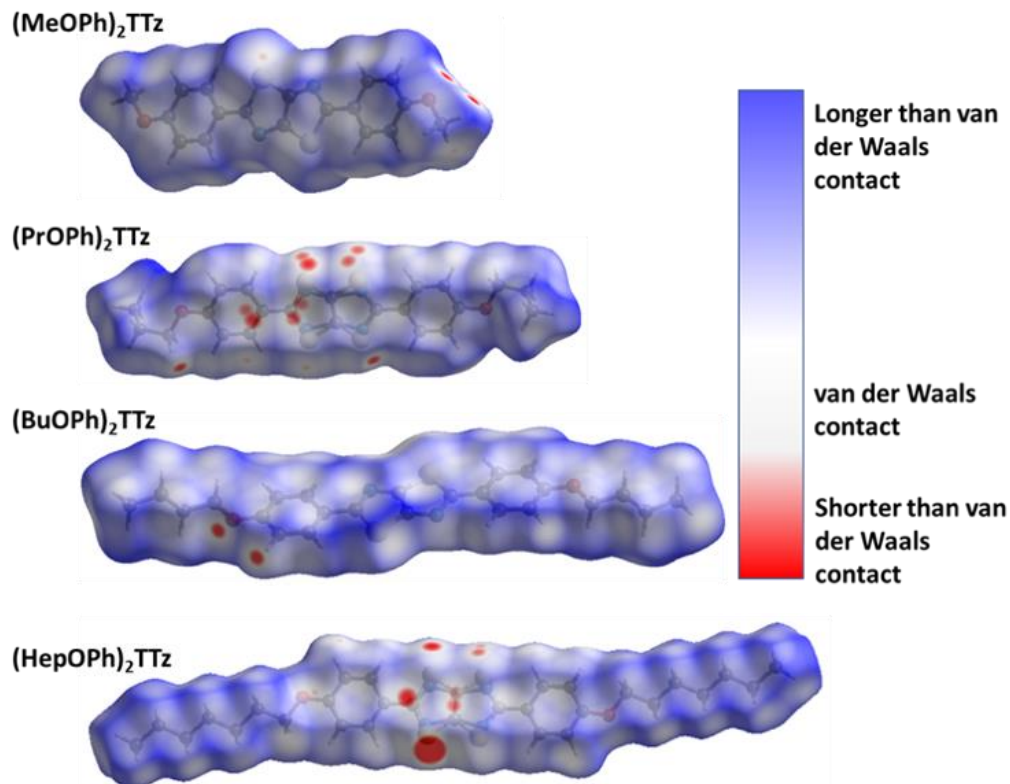 (MeOPh)₂TTz
Longer than van
der Waals
contact
(PrOPh)₂TTz
van der Waals
contact
(BuOPh)₂TTz
Shorter than van
der Waals
contact
(HepOPh)₂TTz